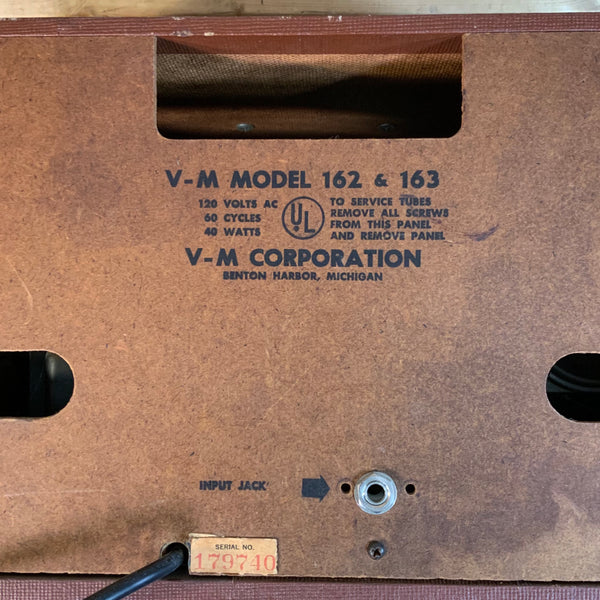 V-M MODEL 162 & 163
120 VOLTS AC
60 CYCLES
40 WATTS
UL
TO SERVICE TUBES
REMOVE ALL SCREWS
FROM THIS PANEL
AND REMOVE PANEL
V-M CORPORATION
BENTON HARBOR, MICHIGAN
INPUT JACK
SERIAL NO.
179740